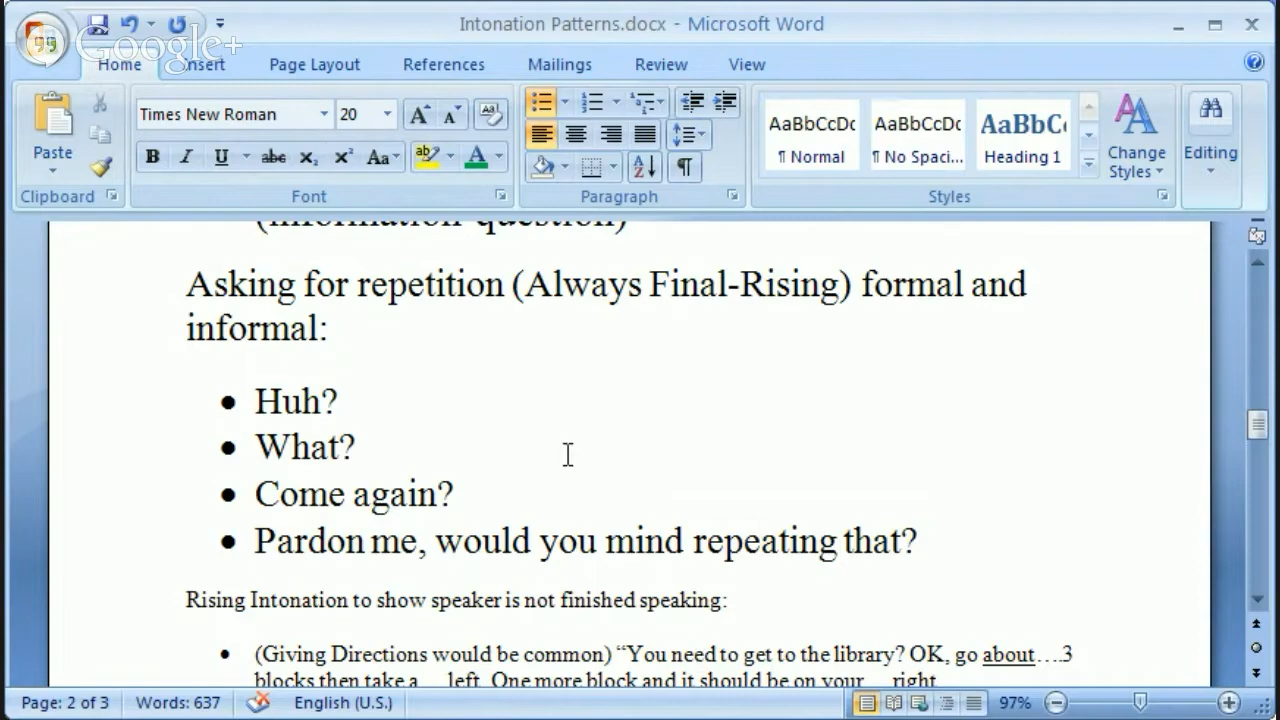 Intonation Patterns.docx - Microsoft Word
Google+
Home Insert Page Layout References Mailings Review View
Times New Roman 20
Paste
AaBbCcDc AaBbCcDc AaBbC
¶ Normal ¶ No Spaci... Heading 1
Change Styles
Editing
Clipboard Font Paragraph Styles
(information question)
Asking for repetition (Always Final-Rising) formal and
informal:
• Huh?
• What?
• Come again?
• Pardon me, would you mind repeating that?
Rising Intonation to show speaker is not finished speaking:
• (Giving Directions would be common) “You need to get to the library? OK, go about….3
blocks then take a… left. One more block and it should be on your… right
Page: 2 of 3 Words: 637 English (U.S.) 97%